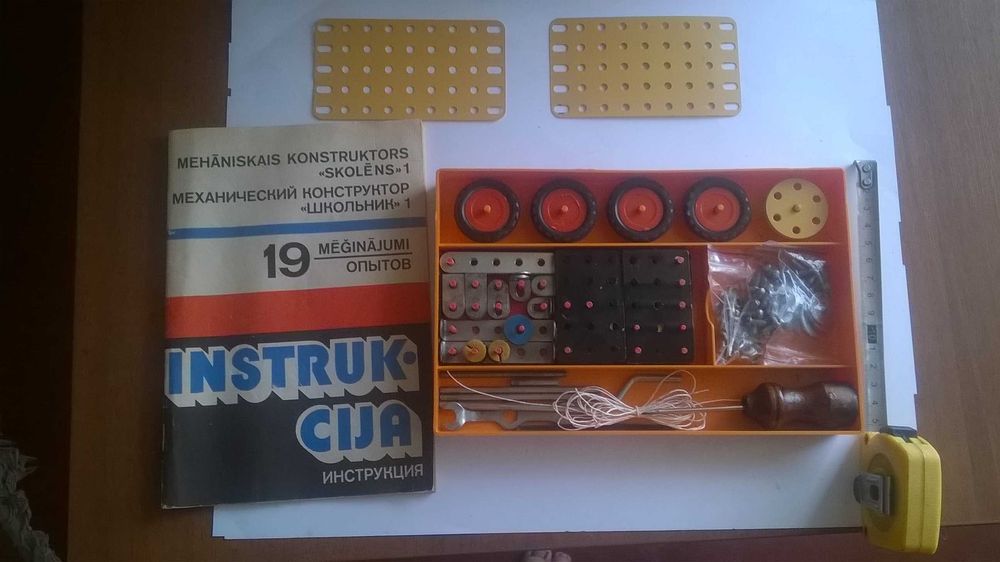 MEHĀNISKAIS KONSTRUKTORS
«SKOLĒNS» 1
МЕХАНИЧЕСКИЙ КОНСТРУКТОР
«ШКОЛЬНИК» 1
19 MĒĢINĀJUMI
ОПЫТОВ
INSTRUK-
CIJA
ИНСТРУКЦИЯ